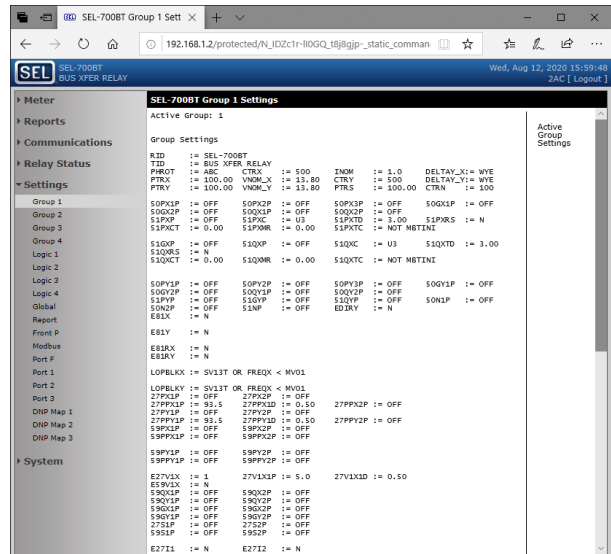 SEL-700BT Group 1 Sett
192.168.1.2/protected/N_IDZc1r-lI0GQ_t8j8gjp-_static_comman
SEL
SEL-700BT
BUS XFER RELAY
Wed, Aug 12, 2020 15:59:48
2AC [ Logout ]
Meter
Reports
Communications
Relay Status
Settings
Group 1
Group 2
Group 3
Group 4
Logic 1
Logic 2
Logic 3
Logic 4
Global
Report
Front P
Modbus
Port F
Port 1
Port 2
Port 3
DNP Map 1
DNP Map 2
DNP Map 3
System
SEL-700BT Group 1 Settings
Active Group: 1
Group Settings
RID := SEL-700BT
TID := BUS XFER RELAY
PHROT := ABC CTRX := 500 INOM := 1.0 DELTAY_X:= WYE
PTRX := 100.00 VNOM_X := 13.80 CTRY := 500 DELTAY_Y:= WYE
PTRY := 100.00 VNOM_Y := 13.80 PTRS := 100.00 CTRN := 100
50PX1P := OFF 50PX2P := OFF 50PX3P := OFF 50GX1P := OFF
50GX2P := OFF 50QX1P := OFF 50QX2P := OFF
51PXP := OFF 51PXC := U3 51PXTD := 3.00 51PXRS := N
51PXCT := 0.00 51PXMR := 0.00 51PXTC := NOT MBTINI
51GXP := OFF 51QXP := OFF 51QXC := U3 51QXTD := 3.00
51QXRS := N
51QXCT := 0.00 51QXMR := 0.00 51QXTC := NOT MBTINI
50PY1P := OFF 50PY2P := OFF 50PY3P := OFF 50GY1P := OFF
50GY2P := OFF 50QY1P := OFF 50QY2P := OFF
51PYP := OFF 51GYP := OFF 51QYP := OFF 50N1P := OFF
50N2P := OFF 51NP := OFF EDIRY := N
E81X := N
E81Y := N
E81RX := N
E81RY := N
LOPBLKX := SV13T OR FREQX < MV01
LOPBLKY := SV13T OR FREQX < MV01
27PX1P := OFF 27PX2P := OFF
27PPX1P := 93.5 27PPX1D := 0.50 27PPX2P := OFF
27PY1P := OFF 27PY2P := OFF
27PPY1P := 93.5 27PPY1D := 0.50 27PPY2P := OFF
59PX1P := OFF 59PX2P := OFF
59PPX1P := OFF 59PPX2P := OFF
59PY1P := OFF 59PY2P := OFF
59PPY1P := OFF 59PPY2P := OFF
E27V1X := 1 27V1X1P := 5.0 27V1X1D := 0.50
E59V1X := N
59QX1P := OFF 59QX2P := OFF
59QY1P := OFF 59QY2P := OFF
59GX1P := OFF 59GX2P := OFF
59GY1P := OFF 59GY2P := OFF
27S1P := OFF 27S2P := OFF
59S1P := OFF 59S2P := OFF
E27I1 := N E27I2 := N
Active
Group
Settings